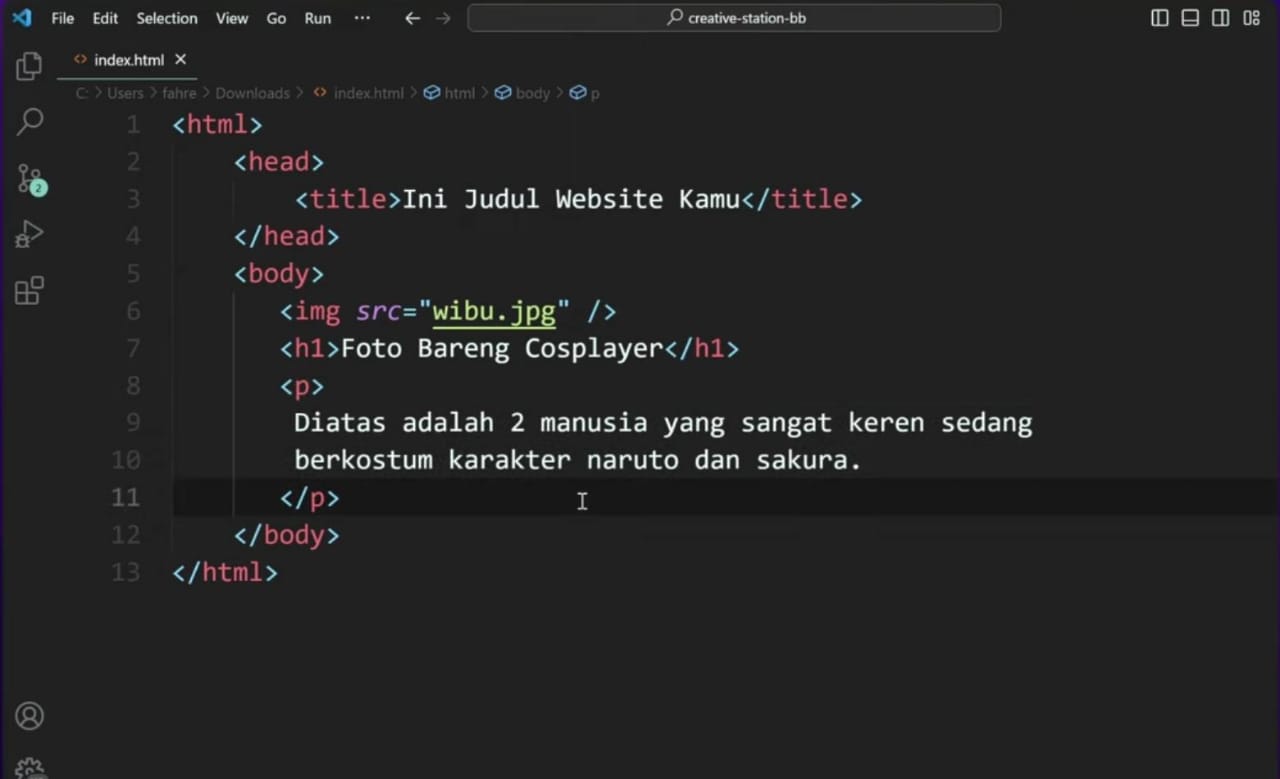 File Edit Selection View Go Run ··· creative-station-bb
index.html
C: > Users > fahre > Downloads > index.html > html > body > p
1 <html>
2 <head>
3 <title>Ini Judul Website Kamu</title>
4 </head>
5 <body>
6 <img src="wibu.jpg" />
7 <h1>Foto Bareng Cosplayer</h1>
8 <p>
9 Diatas adalah 2 manusia yang sangat keren sedang
10 berkostum karakter naruto dan sakura.
11 </p>
12 </body>
13 </html>
2